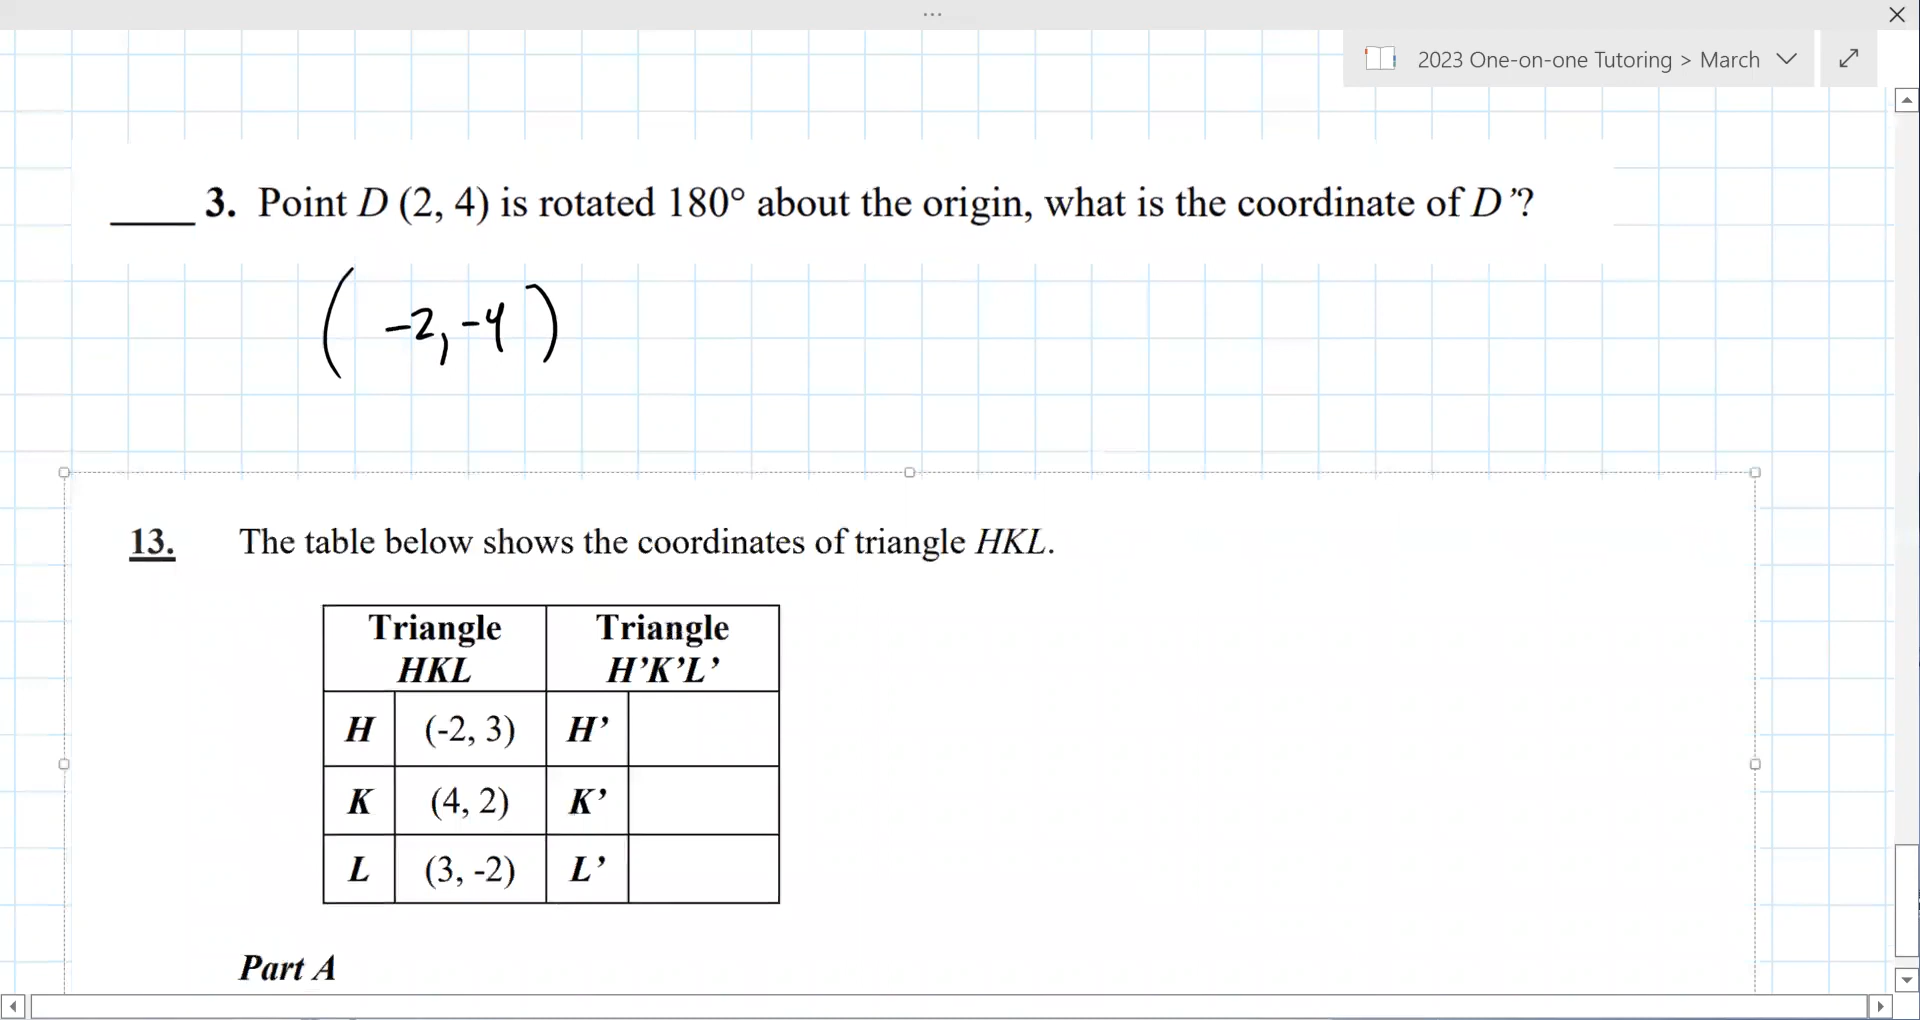 ...
2023 One-on-one Tutoring > March
____ 3. Point D (2, 4) is rotated 180° about the origin, what is the coordinate of D’?
( -2, -4 )
13. The table below shows the coordinates of triangle HKL.
Triangle HKL Triangle H’K’L’
H (-2, 3) H’
K (4, 2) K’
L (3, -2) L’
Part A